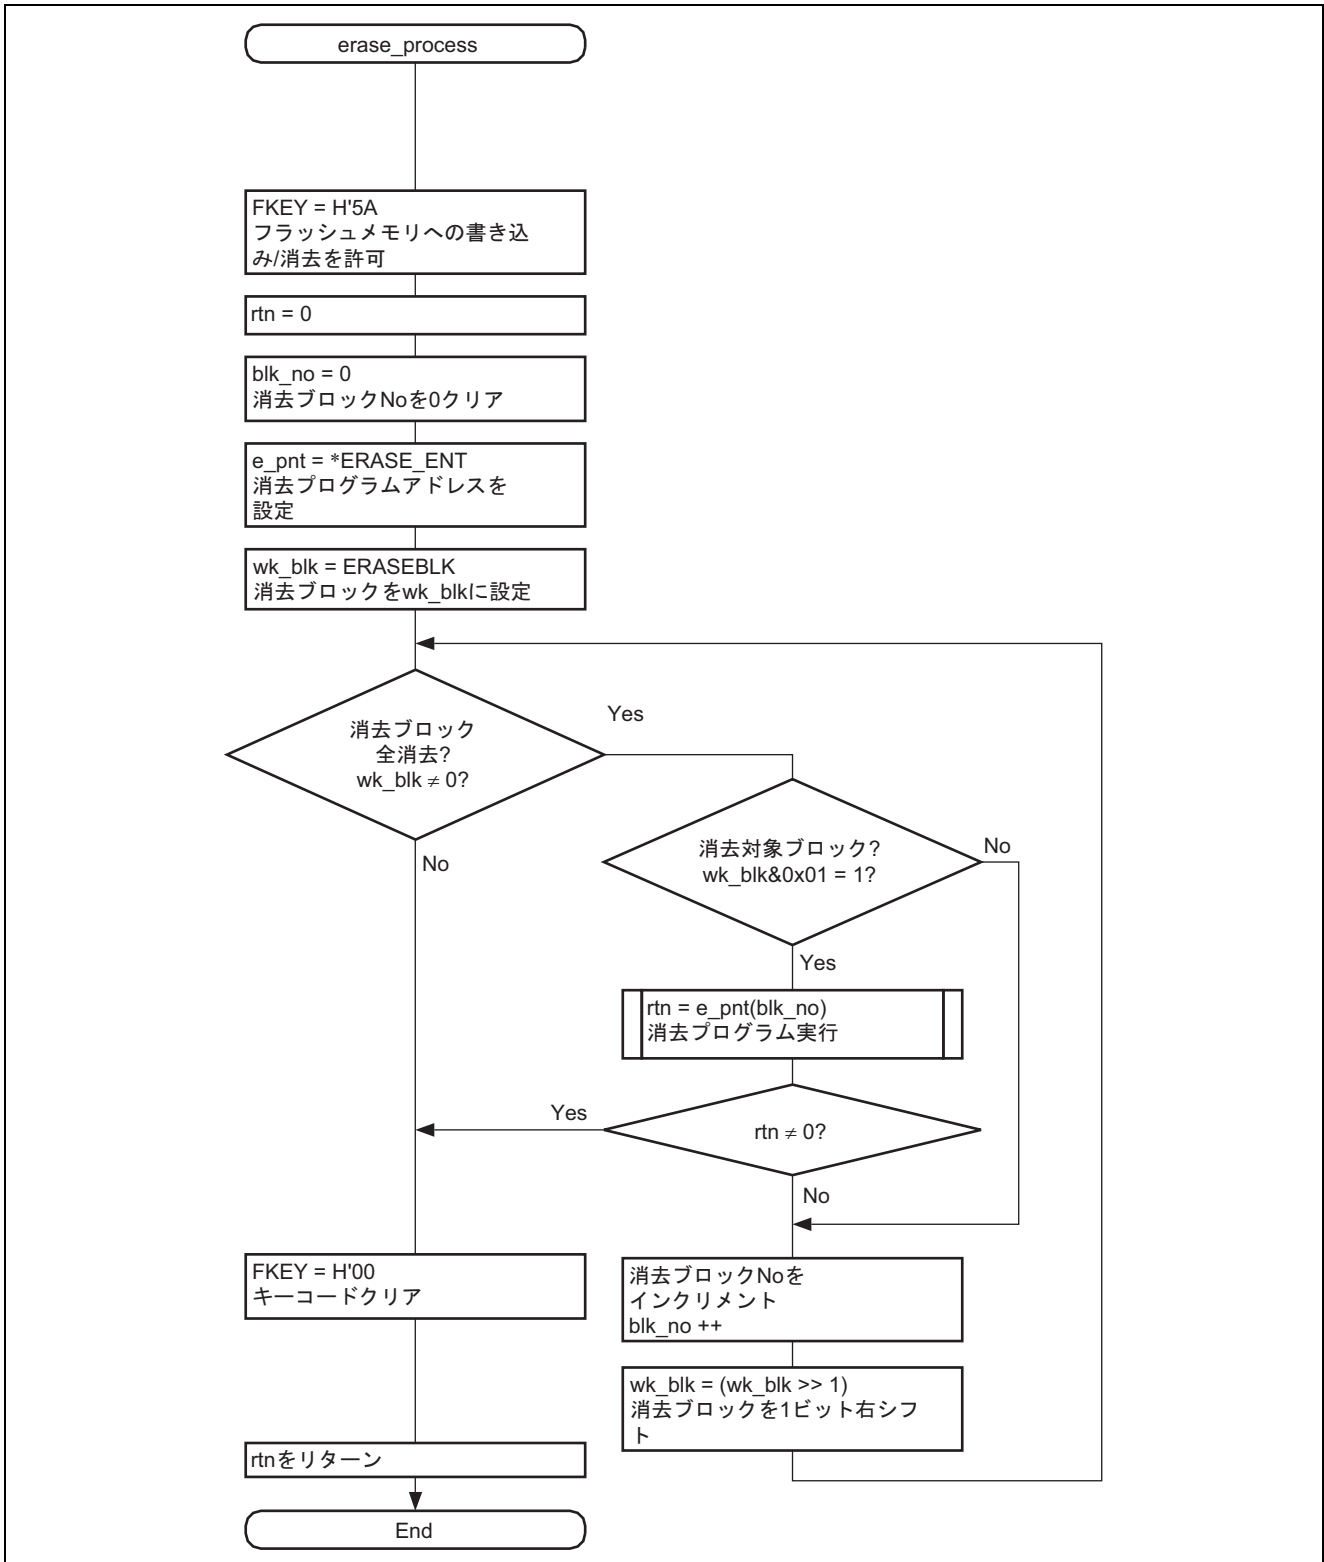 erase_process
FKEY = H'5A
フラッシュメモリへの書き込
み/消去を許可
rtn = 0
blk_no = 0
消去ブロックNoを0クリア
e_pnt = *ERASE_ENT
消去プログラムアドレスを
設定
wk_blk = ERASEBLK
消去ブロックをwk_blkに設定
消去ブロック
全消去?
wk_blk ≠ 0?
Yes
No
消去対象ブロック?
wk_blk&0x01 = 1?
No
Yes
rtn = e_pnt(blk_no)
消去プログラム実行
rtn ≠ 0?
Yes
No
消去ブロックNoを
インクリメント
blk_no ++
wk_blk = (wk_blk >> 1)
消去ブロックを1ビット右シフ
ト
FKEY = H'00
キーコードクリア
rtnをリターン
End